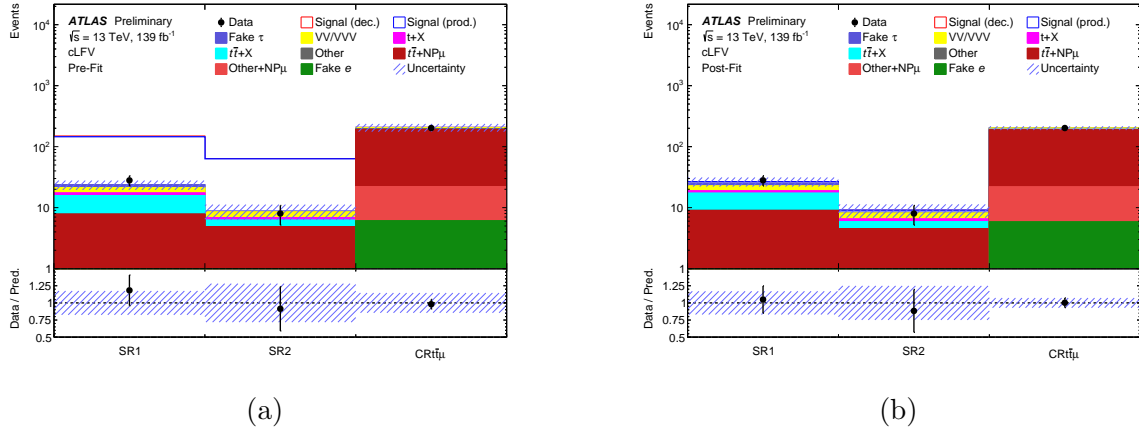 ATLAS Preliminary
√s = 13 TeV, 139 fb⁻¹
cLFV
Pre-Fit
Data
Signal (dec.)
Signal (prod.)
Fake τ
VV/VVV
t+X
tt̄+X
Other
tt̄+NPμ
Other+NPμ
Fake e
Uncertainty
Events
10⁴
10³
10²
10
1
Data / Pred.
1.25
1
0.75
0.5
SR1
SR2
CRtt̄μ
(a)
ATLAS Preliminary
√s = 13 TeV, 139 fb⁻¹
cLFV
Post-Fit
Data
Signal (dec.)
Signal (prod.)
Fake τ
VV/VVV
t+X
tt̄+X
Other
tt̄+NPμ
Other+NPμ
Fake e
Uncertainty
Events
10⁴
10³
10²
10
1
Data / Pred.
1.25
1
0.75
0.5
SR1
SR2
CRtt̄μ
(b)